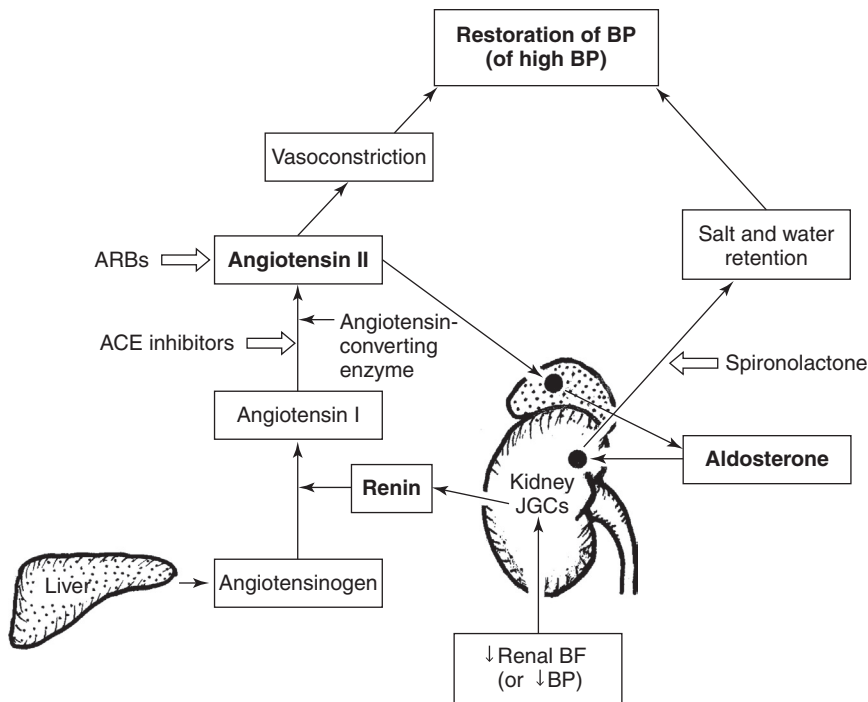 Restoration of BP
(of high BP)
Vasoconstriction
Salt and water
retention
ARBs
Angiotensin II
ACE inhibitors
Angiotensin-
converting
enzyme
Spironolactone
Angiotensin I
Aldosterone
Renin
Kidney
JGCs
Liver
Angiotensinogen
↓Renal BF
(or ↓BP)